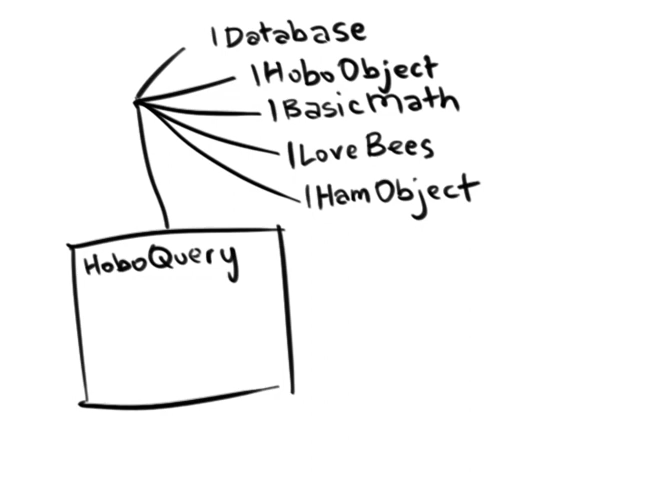 IDatabase
IHoboObject
IBasicMath
ILoveBees
IHamObject
HoboQuery